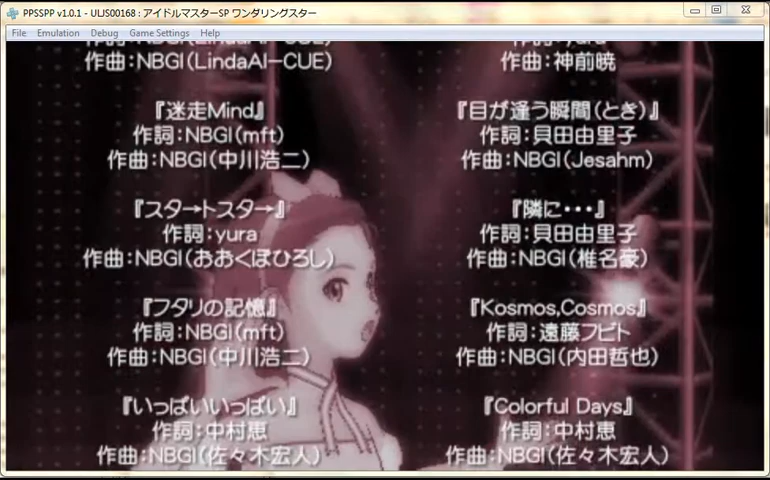 PPSSPP v1.0.1 - ULJS00168 : アイドルマスターSP ワンダリングスター
File Emulation Debug Game Settings Help
作詞:NBGI(LindaAI-CUE)
作曲:NBGI(LindaAI-CUE)
『迷走Mind』
作詞:NBGI(mft)
作曲:NBGI(中川浩二)
『スタ→トスタ→』
作詞:yura
作曲:NBGI(おおくぼひろし)
『フタリの記憶』
作詞:NBGI(mft)
作曲:NBGI(中川浩二)
『いっぱいいっぱい』
作詞:中村恵
作曲:NBGI(佐々木宏人)
作詞:yura
作曲:神前暁
『目が逢う瞬間(とき)』
作詞:貝田由里子
作曲:NBGI(Jesahm)
『隣に・・・』
作詞:貝田由里子
作曲:NBGI(椎名豪)
『Kosmos,Cosmos』
作詞:遠藤フビト
作曲:NBGI(内田哲也)
『Colorful Days』
作詞:中村恵
作曲:NBGI(佐々木宏人)